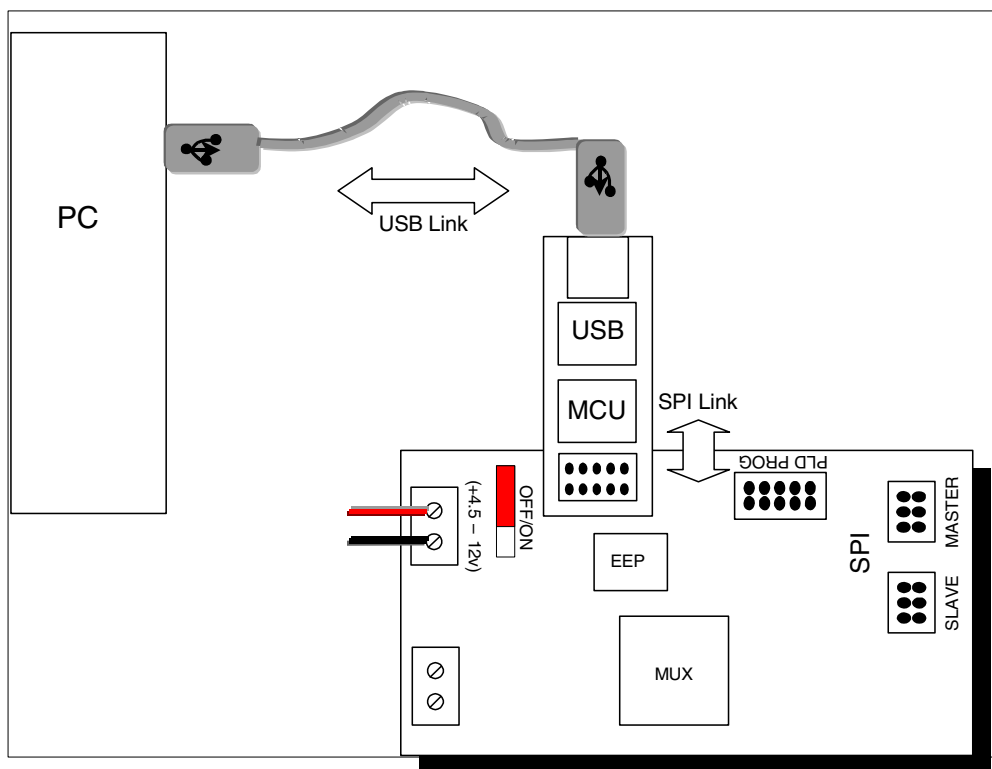 PC
USB Link
USB
MCU
SPI Link
PLD PROG
(+4.5 – 12v)
OFF/ON
EEP
SPI
MASTER
SLAVE
MUX